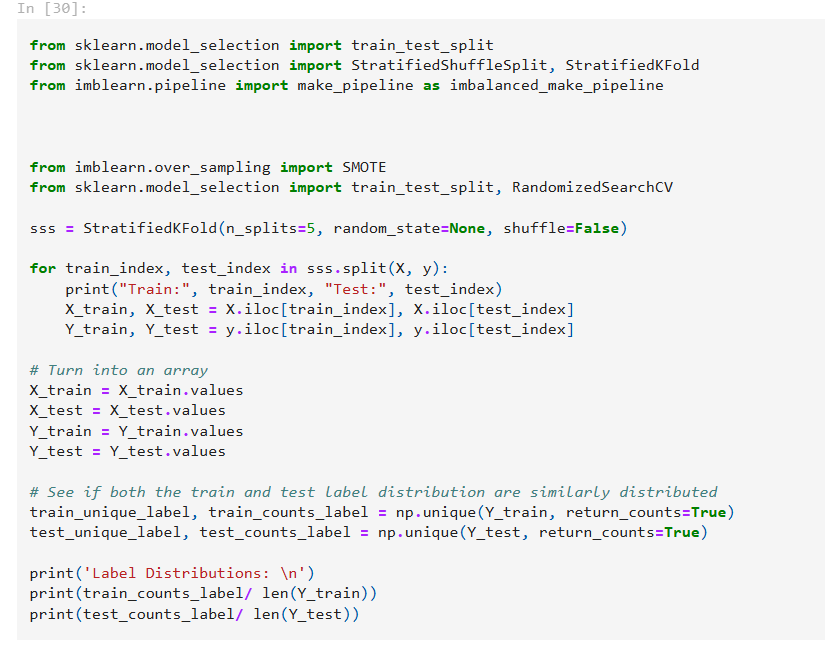 In [30]:
from sklearn.model_selection import train_test_split
from sklearn.model_selection import StratifiedShuffleSplit, StratifiedKFold
from imblearn.pipeline import make_pipeline as imbalanced_make_pipeline
from imblearn.over_sampling import SMOTE
from sklearn.model_selection import train_test_split, RandomizedSearchCV
sss = StratifiedKFold(n_splits=5, random_state=None, shuffle=False)
for train_index, test_index in sss.split(X, y):
    print("Train:", train_index, "Test:", test_index)
    X_train, X_test = X.iloc[train_index], X.iloc[test_index]
    Y_train, Y_test = y.iloc[train_index], y.iloc[test_index]
# Turn into an array
X_train = X_train.values
X_test = X_test.values
Y_train = Y_train.values
Y_test = Y_test.values
# See if both the train and test label distribution are similarly distributed
train_unique_label, train_counts_label = np.unique(Y_train, return_counts=True)
test_unique_label, test_counts_label = np.unique(Y_test, return_counts=True)
print('Label Distributions: \n')
print(train_counts_label/ len(Y_train))
print(test_counts_label/ len(Y_test))